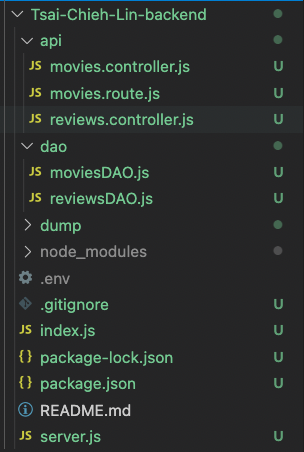 Tsai-Chieh-Lin-backend
api
JS movies.controller.js U
JS movies.route.js U
JS reviews.controller.js U
dao
JS moviesDAO.js U
JS reviewsDAO.js U
dump
node_modules
.env
.gitignore U
JS index.js U
{} package-lock.json U
{} package.json U
README.md
JS server.js U